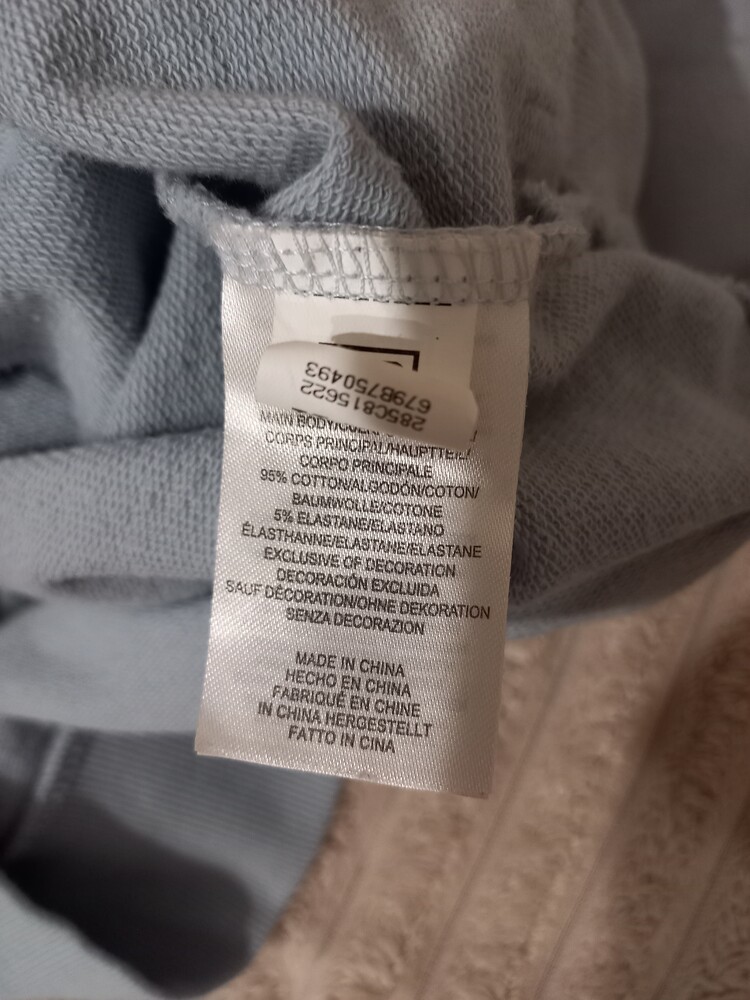 679B750493
285C815622
MAIN
CORPS PRINCIPAL/HAUPTTEIL/
CORPO PRINCIPALE
95% COTTON/ALGODÓN/COTON/
BAUMWOLLE/COTONE
5% ELASTANE/ELASTANO
ÉLASTHANNE/ELASTANE/ELASTANE
EXCLUSIVE OF DECORATION
DECORACIÓN EXCLUIDA
SAUF DÉCORATION/OHNE DEKORATION
SENZA DECORAZION
MADE IN CHINA
HECHO EN CHINA
FABRIQUÉ EN CHINE
IN CHINA HERGESTELLT
FATTO IN CINA